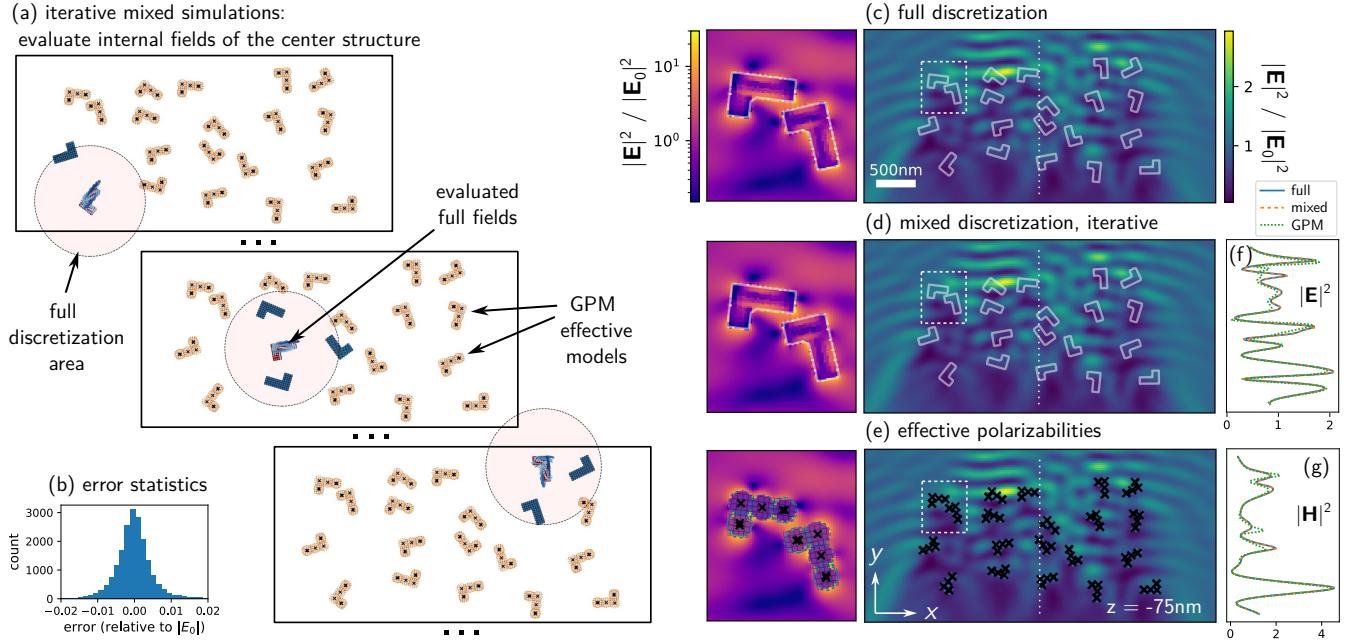 (a) iterative mixed simulations:
evaluate internal fields of the center structure
evaluated
full fields
full
discretization
area
GPM
effective
models
(b) error statistics
count
3000
2000
1000
0
−0.02
−0.01
0.00
0.01
0.02
error (relative to |E₀|)
|E|² / |E₀|²
10¹
10⁰
(c) full discretization
500nm
2
1
|E|² / |E₀|²
full
mixed
GPM
(d) mixed discretization, iterative
(f)
|E|²
0
1
2
(e) effective polarizabilities
y
x
z = -75nm
(g)
|H|²
0
2
4